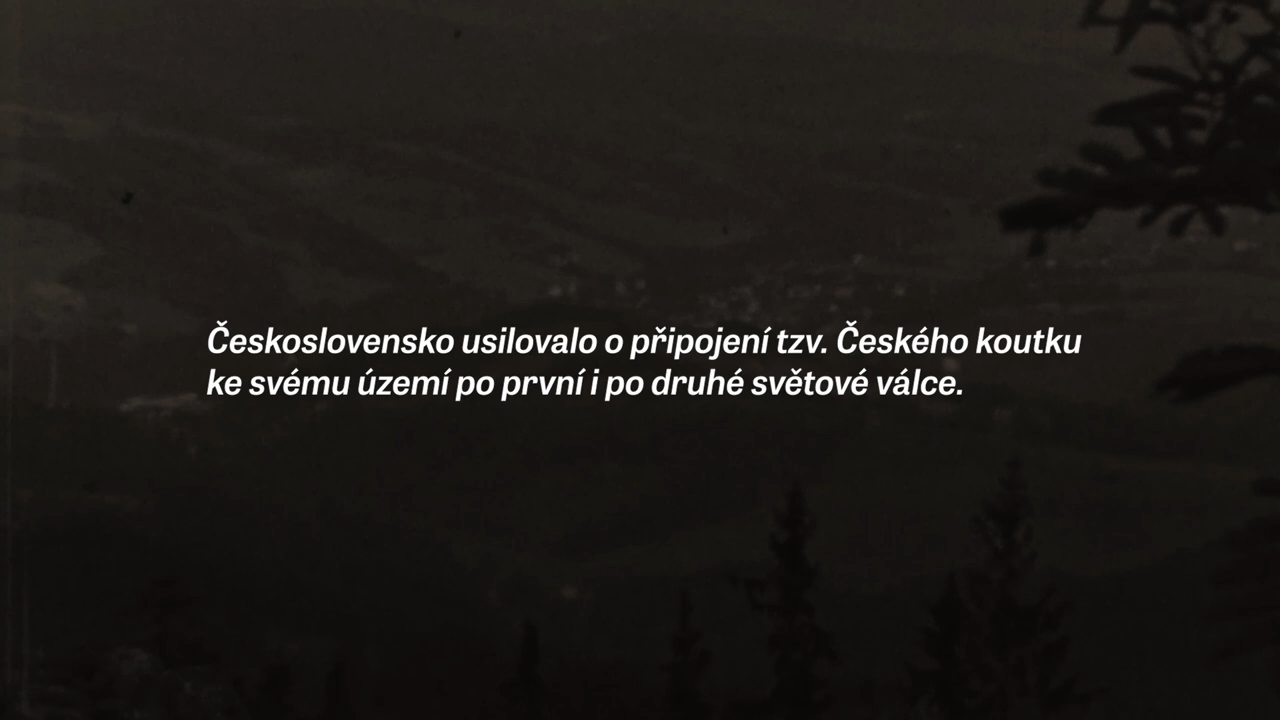 Československo usilovalo o připojení tzv. Českého koutku
ke svému území po první i po druhé světové válce.